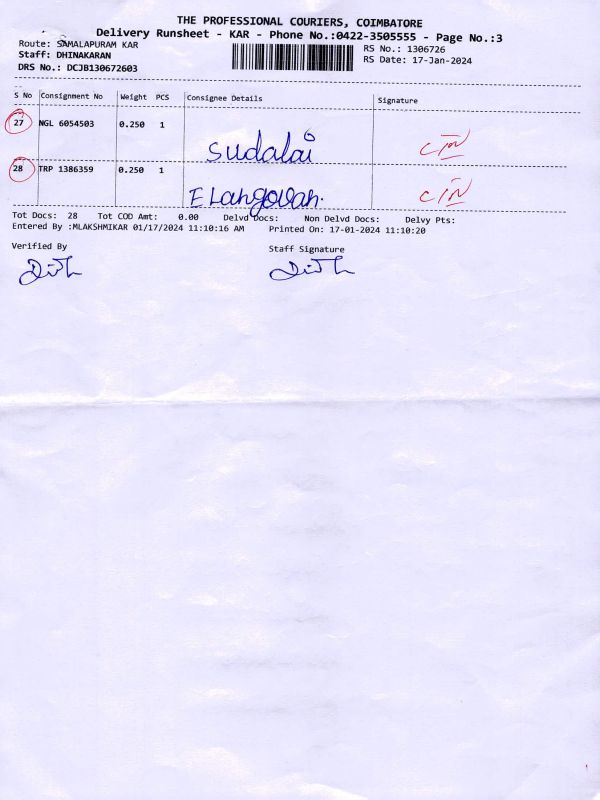 THE PROFESSIONAL COURIERS, COIMBATORE
Delivery Runsheet - KAR - Phone No.:0422-3505555 - Page No.:3
Route: SAMALAPURAM KAR
RS No.: 1306726
Staff: DHINAKARAN
RS Date: 17-Jan-2024
DRS No.: DCJB130672603
S No Consignment No Weight PCS Consignee Details Signature
27 NGL 6054503 0.250 1
Sudalai
28 TRP 1386359 0.250 1
Elangovan.
Tot Docs: 28 Tot COD Amt: 0.00 Delvd Docs: Non Delvd Docs: Delvy Pts:
Entered By :MLAKSHMIKAR 01/17/2024 11:10:16 AM Printed On: 17-01-2024 11:10:20
Verified By Staff Signature